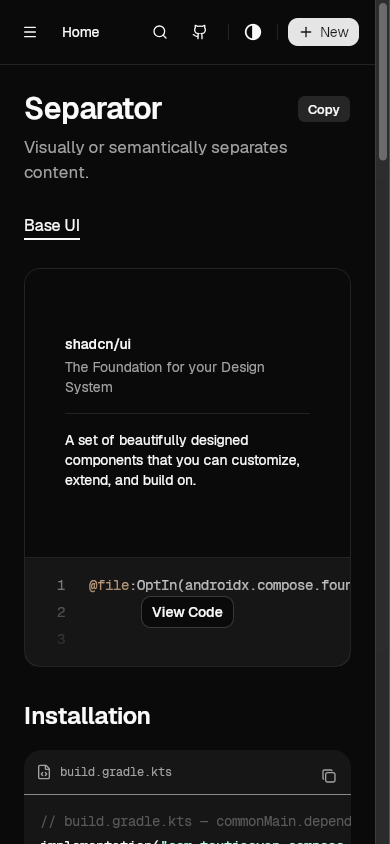 Home
New
Separator
Copy
Visually or semantically separates
content.
Base UI
shadcn/ui
The Foundation for your Design
System
A set of beautifully designed
components that you can customize,
extend, and build on.
1 @file:OptIn(androidx.compose.foun
2
View Code
3
Installation
build.gradle.kts
// build.gradle.kts — commonMain.depend